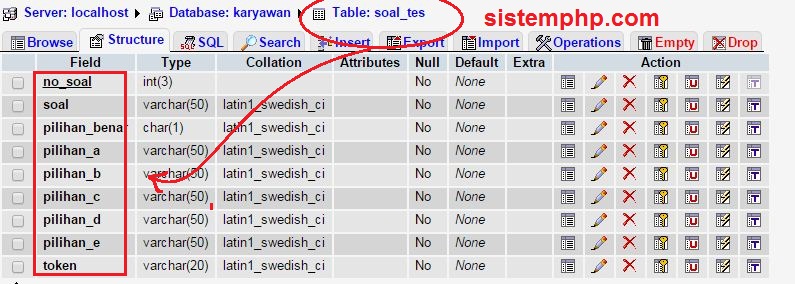 Server: localhost Database: karyawan Table: soal_tes sistemphp.com
Browse Structure SQL Search Insert Export Import Operations Empty Drop
Field Type Collation Attributes Null Default Extra Action
no_soal int(3) No None
soal varchar(50) latin1_swedish_ci No None
pilihan_benar char(1) latin1_swedish_ci No None
pilihan_a varchar(50) latin1_swedish_ci No None
pilihan_b varchar(50) latin1_swedish_ci No None
pilihan_c varchar(50) latin1_swedish_ci No None
pilihan_d varchar(50) latin1_swedish_ci No None
pilihan_e varchar(50) latin1_swedish_ci No None
token varchar(20) latin1_swedish_ci No None